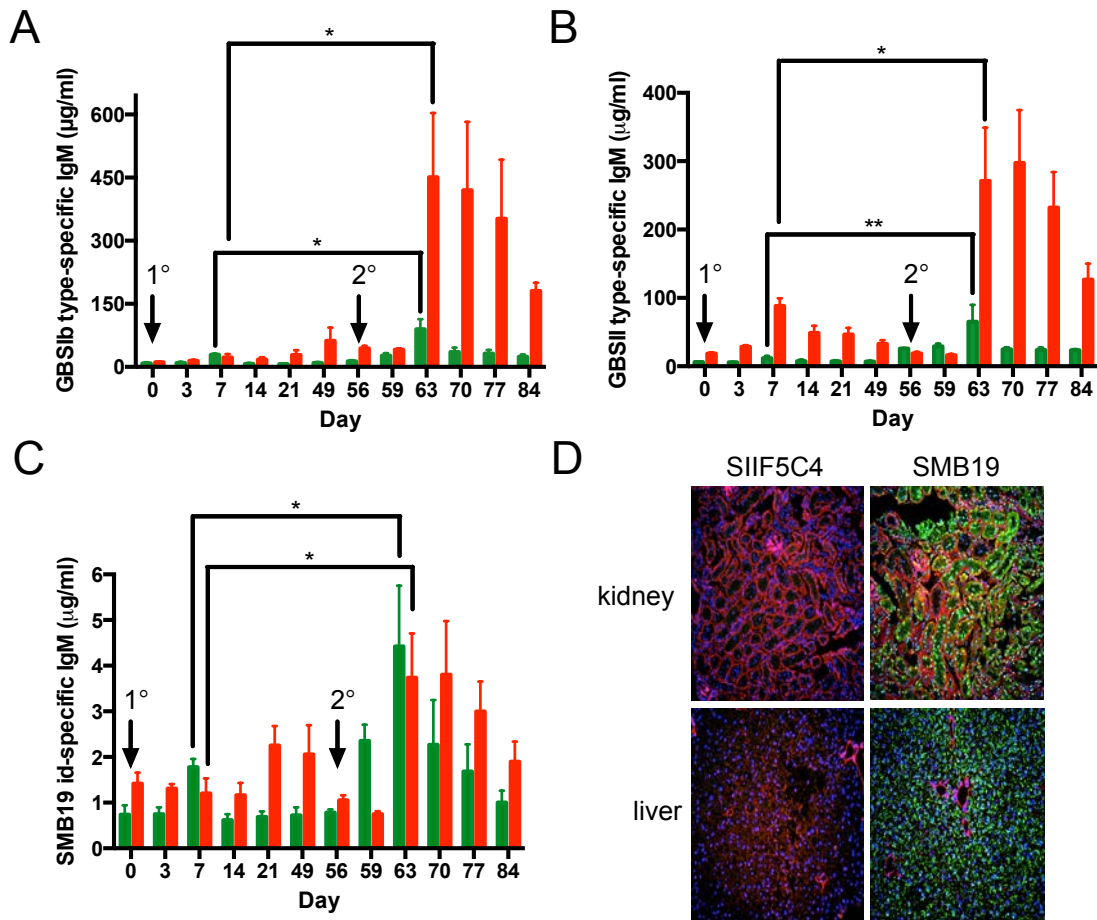 A
*
GBSIb type-specific IgM (µg/ml)
600
450
300
150
0
*
1°
2°
0 3 7 14 21 49 56 59 63 70 77 84
Day
B
*
GBSII type-specific IgM (µg/ml)
400
300
200
100
0
**
1°
2°
0 3 7 14 21 49 56 59 63 70 77 84
Day
C
*
*
SMB19 id-specific IgM (µg/ml)
6
5
4
3
2
1
0
1°
2°
0 3 7 14 21 49 56 59 63 70 77 84
Day
D
SIIF5C4 SMB19
kidney
liver